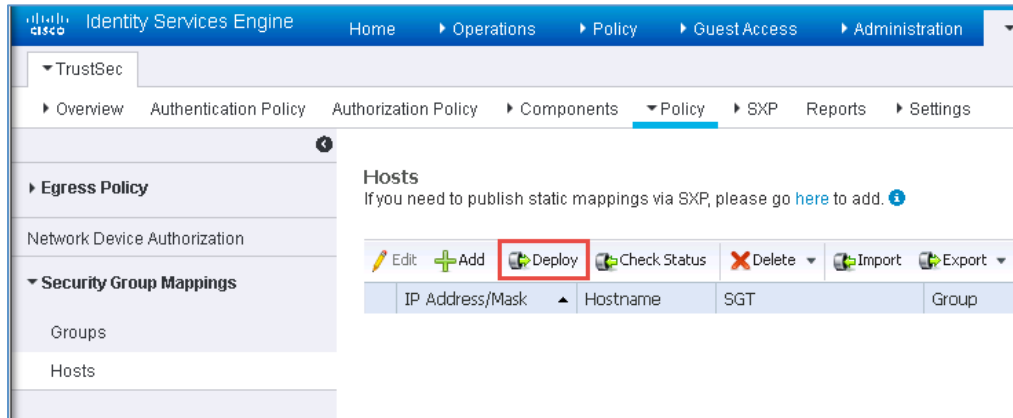 cisco Identity Services Engine Home Operations Policy Guest Access Administration
TrustSec
Overview Authentication Policy Authorization Policy Components Policy SXP Reports Settings
Egress Policy
Network Device Authorization
Security Group Mappings
Groups
Hosts
Hosts
If you need to publish static mappings via SXP, please go here to add.
Edit Add Deploy Check Status Delete Import Export
IP Address/Mask Hostname SGT Group